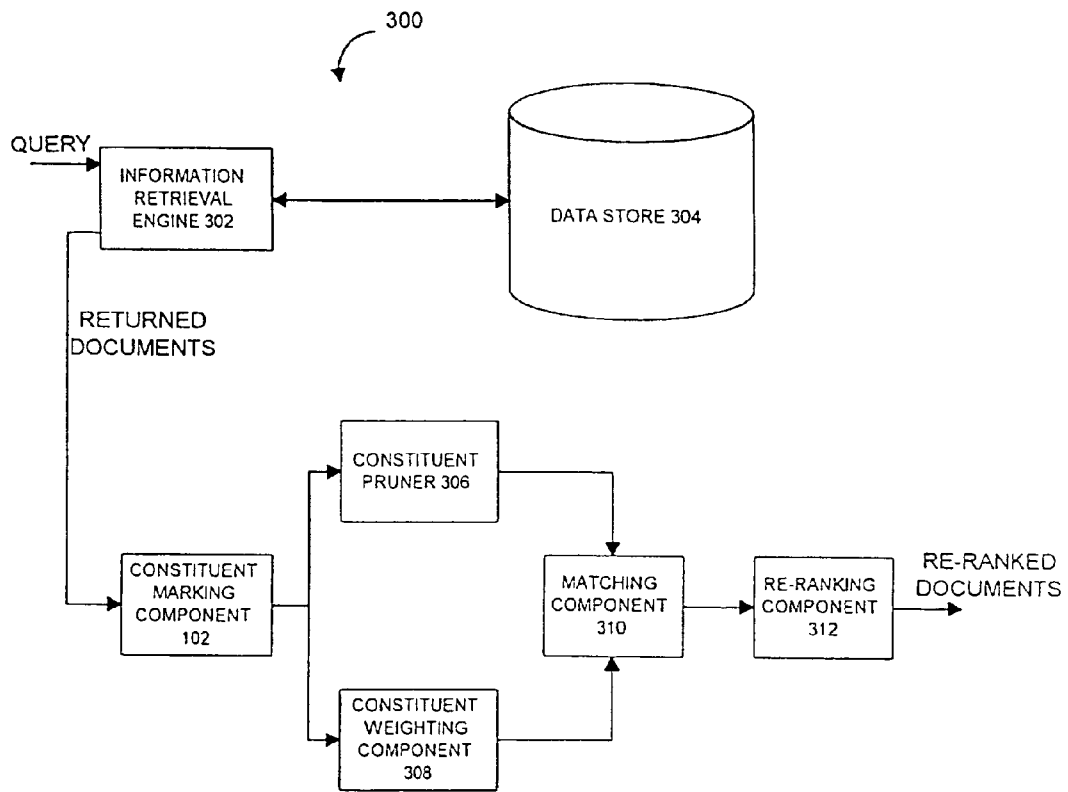 300
QUERY
INFORMATION
RETRIEVAL
ENGINE 302
DATA STORE 304
RETURNED
DOCUMENTS
CONSTITUENT
PRUNER 306
CONSTITUENT
MARKING
COMPONENT
102
MATCHING
COMPONENT
310
RE-RANKING
COMPONENT
312
RE-RANKED
DOCUMENTS
CONSTITUENT
WEIGHTING
COMPONENT
308